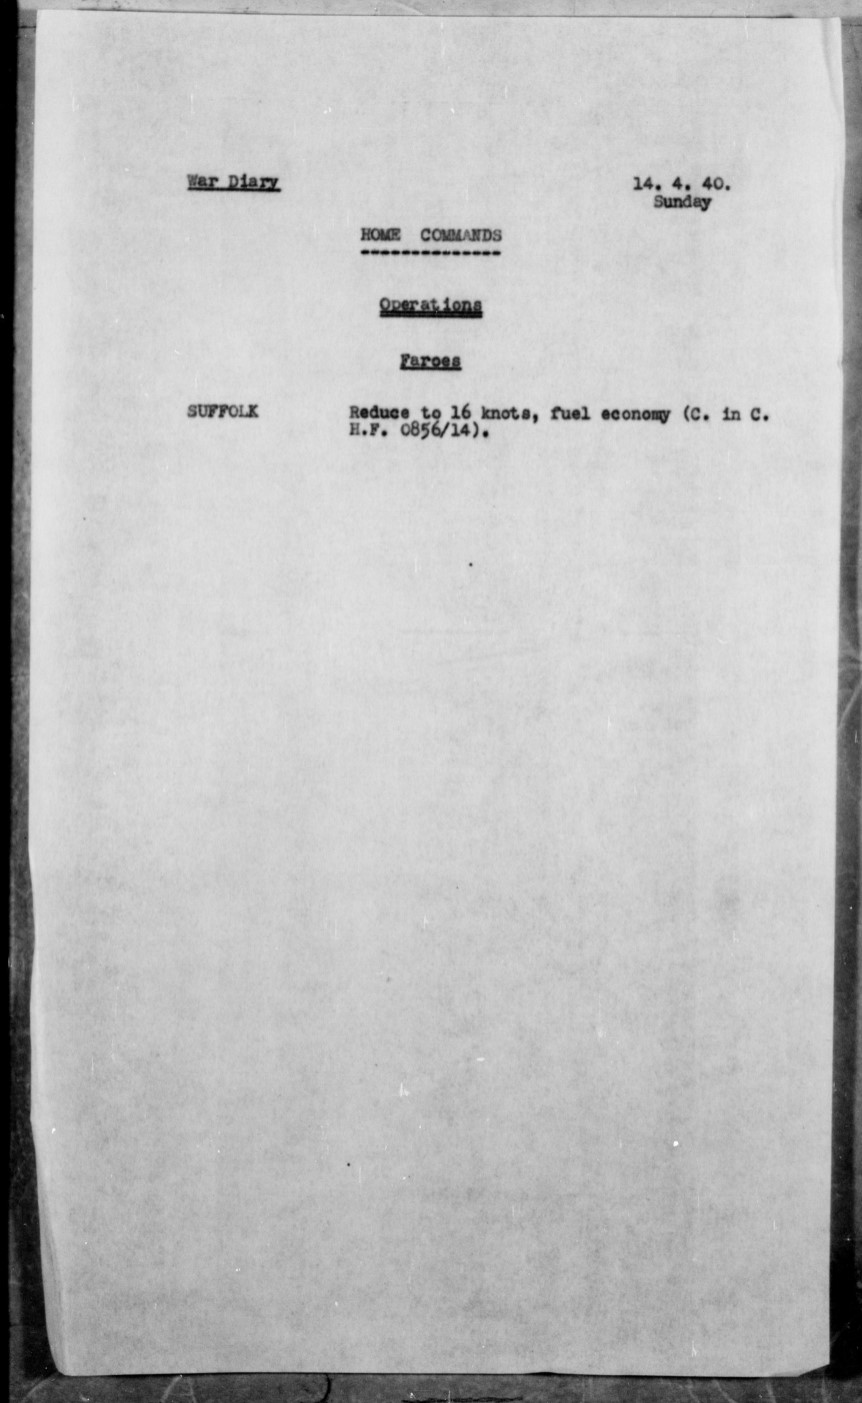 War Diary
14. 4. 40.
Sunday
HOME COMMANDS
Operations
Faroes
SUFFOLK Reduce to 16 knots, fuel economy (C. in C.
H.F. 0856/14).